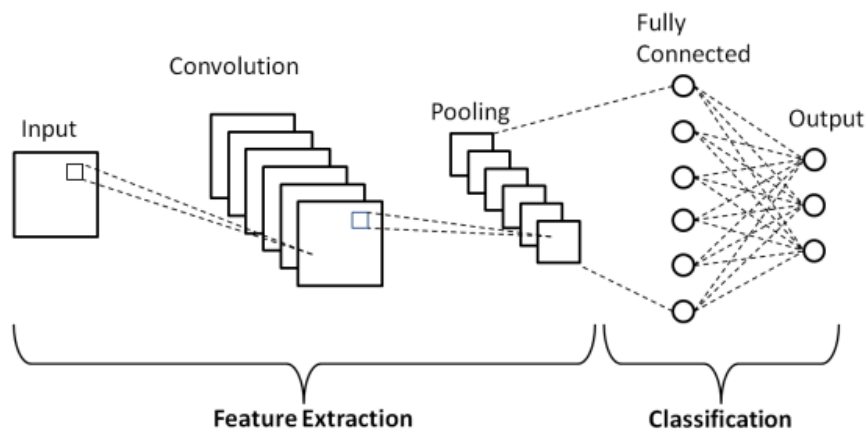 Input
Convolution
Pooling
Fully
Connected
Output
Feature Extraction
Classification